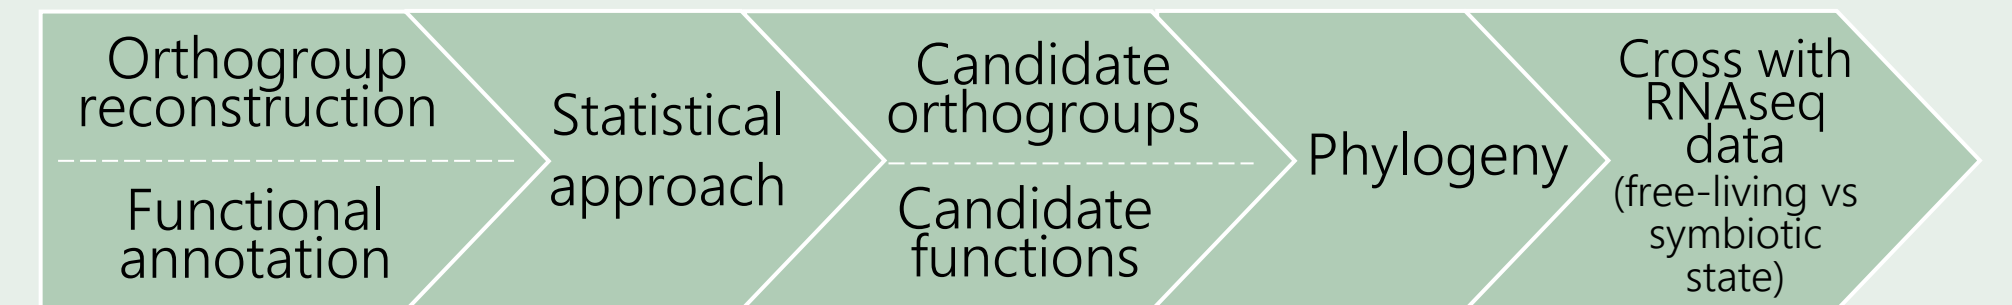 Orthogroup
reconstruction
Functional
annotation
Statistical
approach
Candidate
orthogroups
Candidate
functions
Phylogeny
Cross with
RNAseq
data
(free-living vs
symbiotic
state)